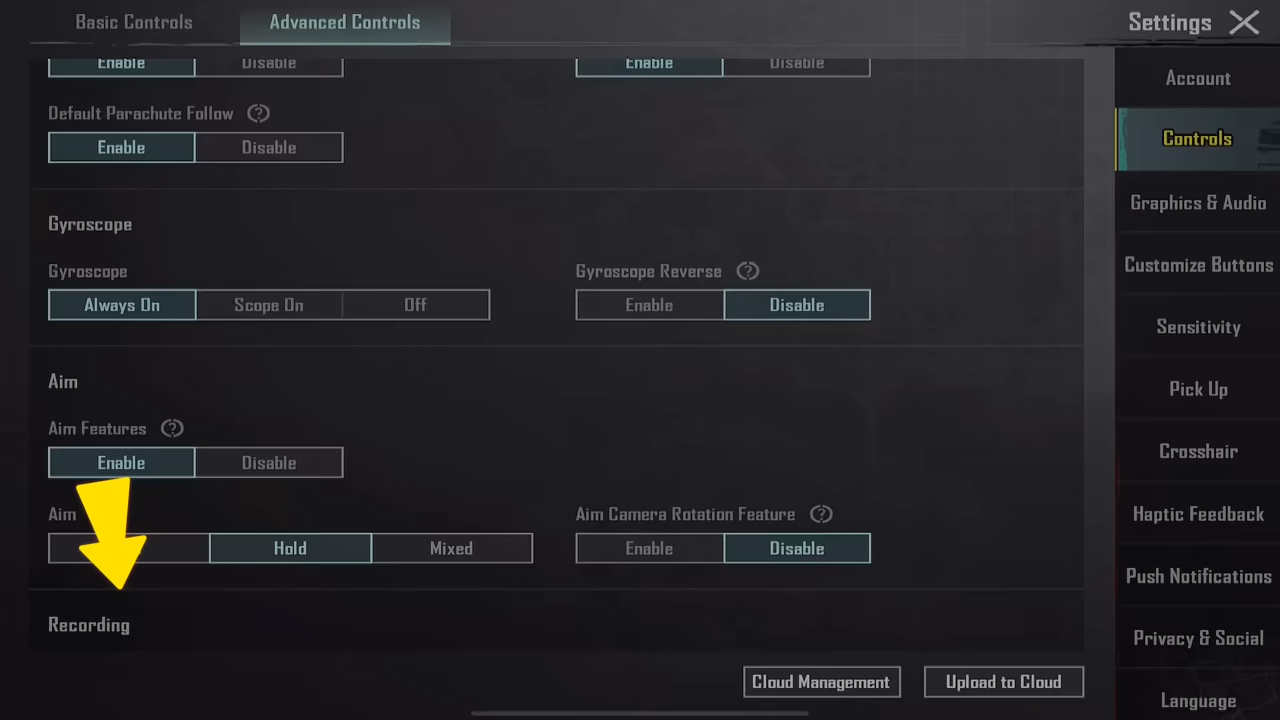 Basic Controls
Advanced Controls
Settings
Enable
Disable
Enable
Disable
Default Parachute Follow
Enable
Disable
Gyroscope
Gyroscope
Always On
Scope On
Off
Gyroscope Reverse
Enable
Disable
Aim
Aim Features
Enable
Disable
Aim
Hold
Mixed
Aim Camera Rotation Feature
Enable
Disable
Recording
Cloud Management
Upload to Cloud
Account
Controls
Graphics & Audio
Customize Buttons
Sensitivity
Pick Up
Crosshair
Haptic Feedback
Push Notifications
Privacy & Social
Language